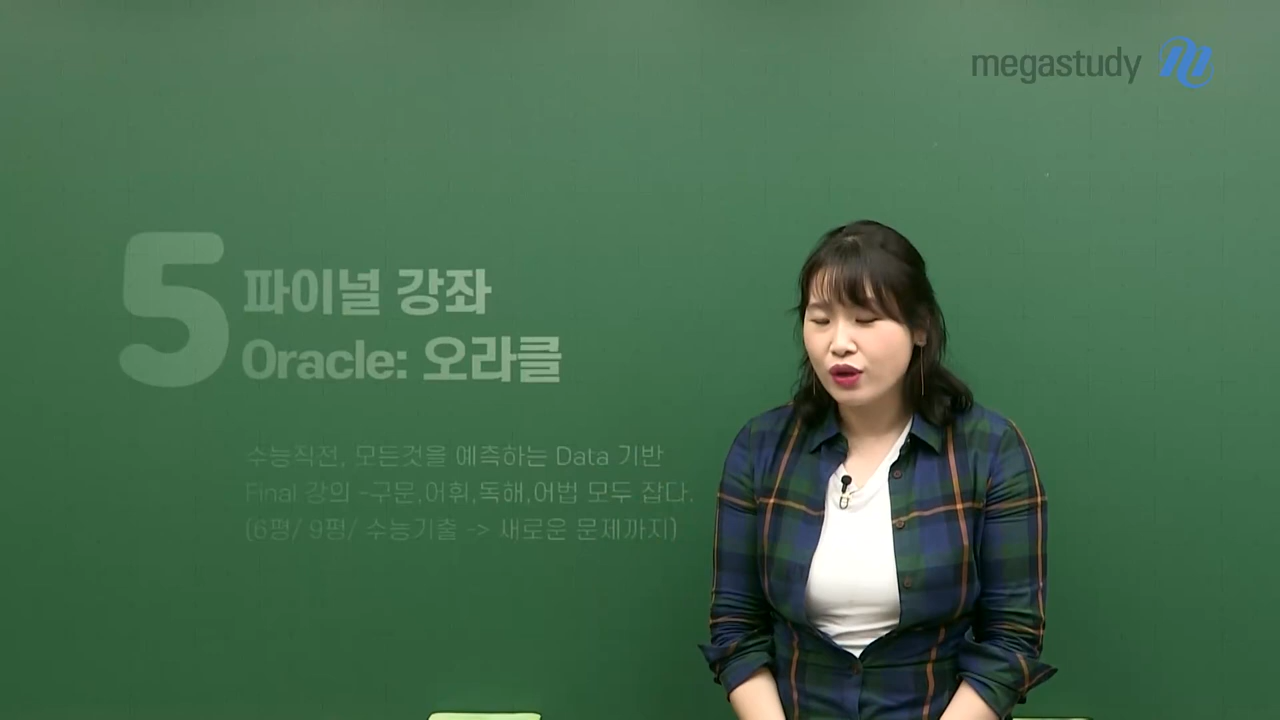 megastudy
5
파이널 강좌
Oracle: 오라클
수능직전, 모든것을 예측하는 Data 기반
Final 강의 -구문,어휘,독해,어법 모두 잡다.
(6평/ 9평/ 수능기출 -> 새로운 문제까지)